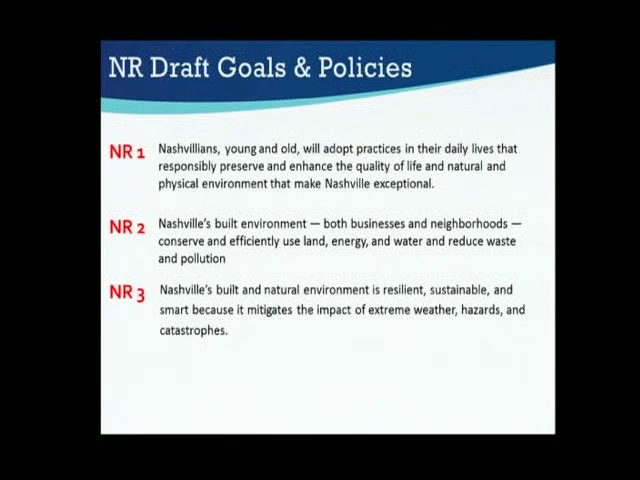 NR Draft Goals & Policies
NR 1 Nashvillians, young and old, will adopt practices in their daily lives that
responsibly preserve and enhance the quality of life and natural and
physical environment that make Nashville exceptional.
NR 2 Nashville's built environment — both businesses and neighborhoods —
conserve and efficiently use land, energy, and water and reduce waste
and pollution
NR 3 Nashville's built and natural environment is resilient, sustainable, and
smart because it mitigates the impact of extreme weather, hazards, and
catastrophes.